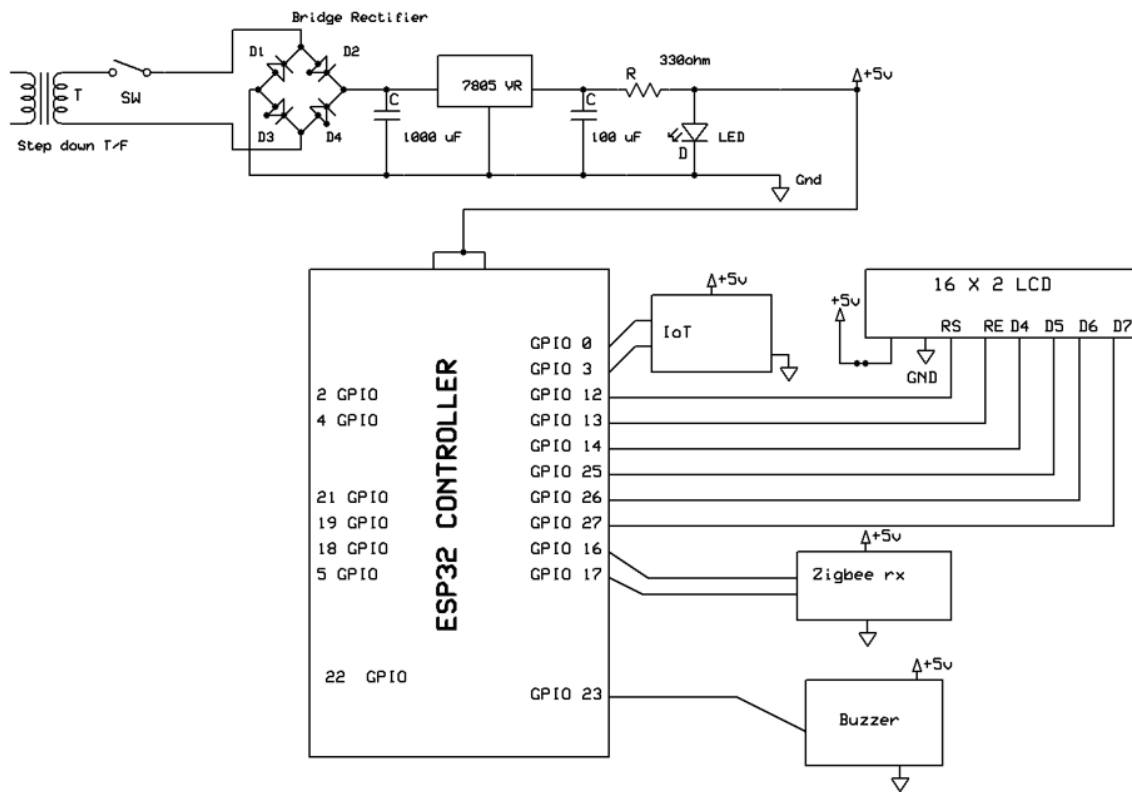 Bridge Rectifier
D1
D2
330ohm
R
+5v
7805 VR
T
SW
C
C
D3
D4
1000 uF
100 uF
D
LED
Step down T/F
Gnd
+5v
16 X 2 LCD
+5v
IoT
RS RE D4 D5 D6 D7
GND
ESP32 CONTROLLER
GPIO 0
GPIO 3
2 GPIO
GPIO 12
4 GPIO
GPIO 13
GPIO 14
GPIO 25
21 GPIO
GPIO 26
19 GPIO
GPIO 27
18 GPIO
GPIO 16
5 GPIO
GPIO 17
+5v
Zigbee rx
22 GPIO
GPIO 23
+5v
Buzzer